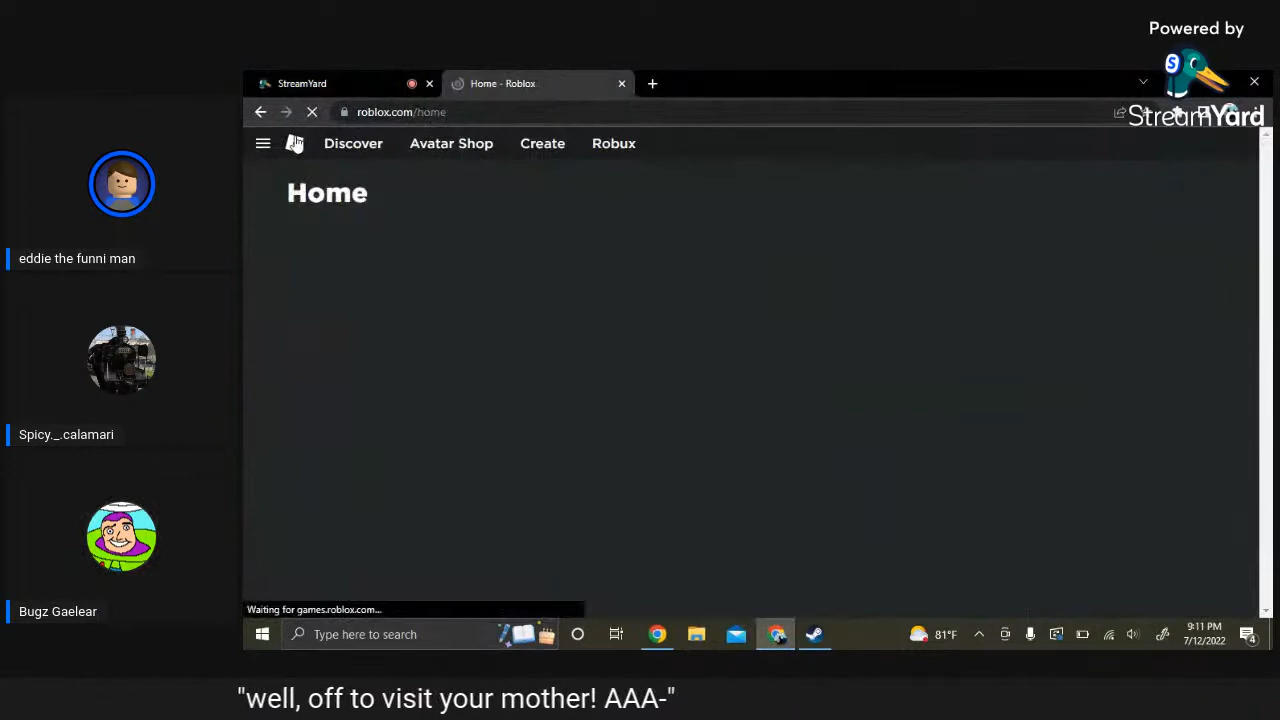 Powered by
StreamYard
StreamYard
Home - Roblox
roblox.com/home
Discover
Avatar Shop
Create
Robux
Home
eddie the funni man
Spicy._.calamari
Bugz Gaelear
Waiting for games.roblox.com...
Type here to search
81°F
9:11 PM
7/12/2022
4
"well, off to visit your mother! AAA-"